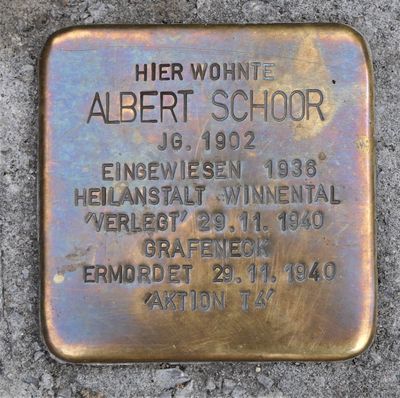 HIER WOHNTE
ALBERT SCHOOR
JG. 1902
EINGEWIESEN 1936
HEILANSTALT WINNENTAL
'VERLEGT' 29.11.1940
GRAFENECK
ERMORDET 29.11.1940
'AKTION T4'